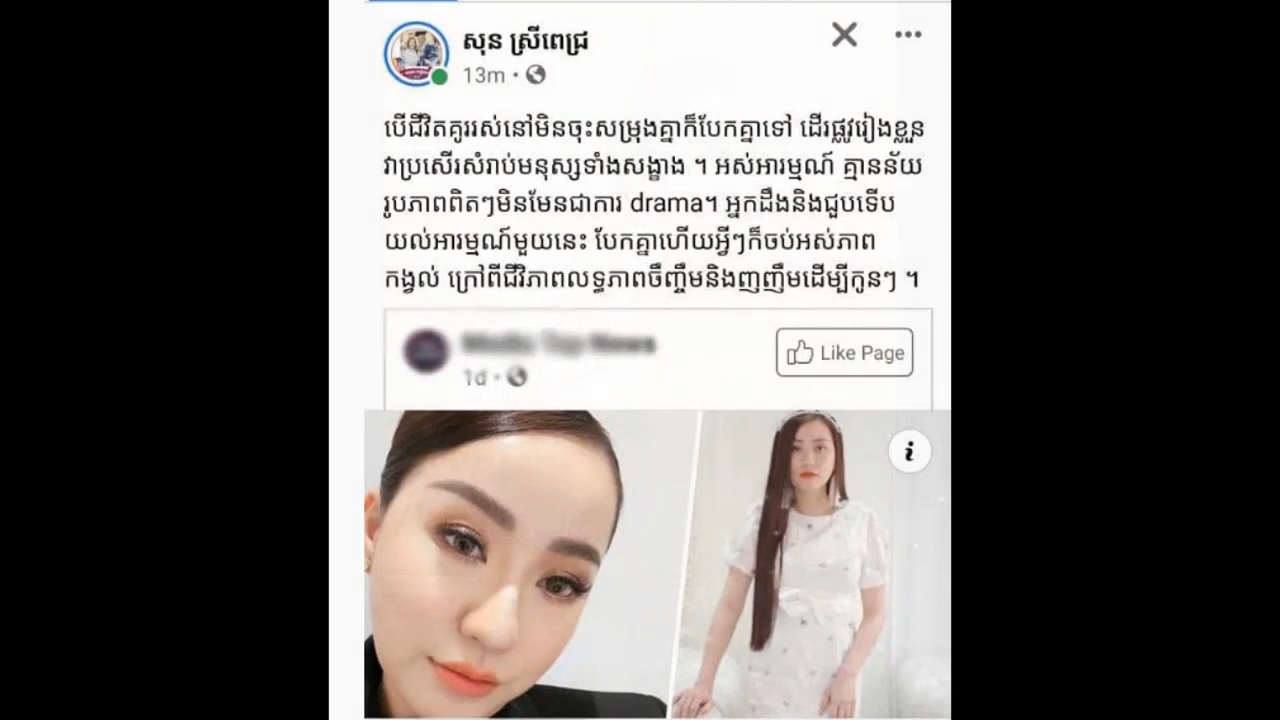 សុន ស្រីពេជ្រ
13m ·
បើជីវិតគូររស់នៅមិនចុះសម្រុងគ្នាក៏បែកគ្នាទៅ ដើរផ្លូវរៀងខ្លួន
វាប្រសើរសំរាប់មនុស្សទាំងសង្ខាង ។ អស់អារម្មណ៍ គ្មានន័យ
រូបភាពពិតៗមិនមែនជាការ drama។ អ្នកដឹងនិងជួបទើប
យល់អារម្មណ៍មួយនេះ បែកគ្នាហើយអ្វីៗក៏ចប់អស់ភាព
កង្វល់ ក្រៅពីជីវិភាពលទ្ធភាពចឹញ្ចឹមនិងញញឹមដើម្បីកូនៗ ។
Like Page
1d ·